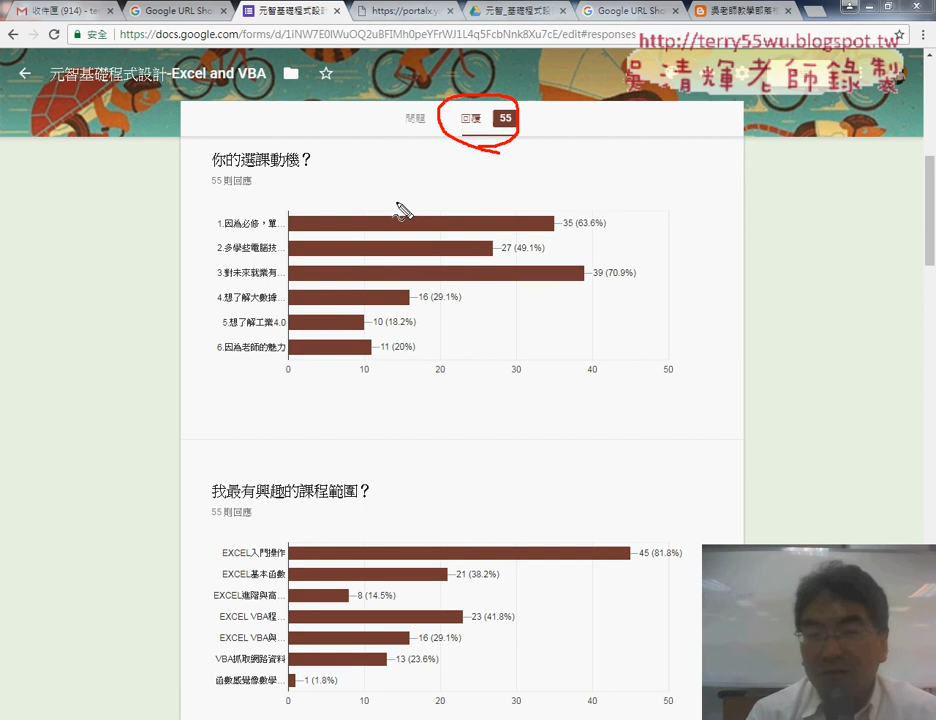 收件匣 (914) - te
Google URL Sho
元智基礎程式設計
https://portalx.y
元智_基礎程式設
Google URL Sho
吳老師教學部落格
安全
https://docs.google.com/forms/d/1iNW7E0IWuOQ2uBFIMh0peYFrWJ1L4q5FcbNnk8Xu7cE/edit#responses
http://terry55wu.blogspot.tw
吳清輝老師錄製
元智基礎程式設計-Excel and VBA
問題
回覆 55
你的選課動機？
55 則回應
1.因為必修，單... 35 (63.6%)
2.多學些電腦技... 27 (49.1%)
3.對未來就業有... 39 (70.9%)
4.想了解大數據... 16 (29.1%)
5.想了解工業4.0 10 (18.2%)
6.因為老師的魅力 11 (20%)
0 10 20 30 40 50
我最有興趣的課程範圍？
55 則回應
EXCEL入門操作 45 (81.8%)
EXCEL基本函數 21 (38.2%)
EXCEL進階與高... 8 (14.5%)
EXCEL VBA程... 23 (41.8%)
EXCEL VBA與... 16 (29.1%)
VBA抓取網路資料 13 (23.6%)
函數感覺像數學... 1 (1.8%)
0 10 20 30 40 50